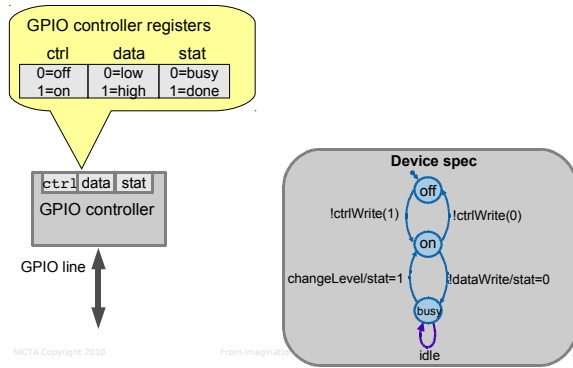 GPIO controller registers
ctrl data stat
0=off 0=low 0=busy
1=on 1=high 1=done
ctrl data stat
GPIO controller
GPIO line
Device spec
off
!ctrlWrite(1) !ctrlWrite(0)
on
changeLevel/stat=1 !dataWrite/stat=0
busy
idle
NICTA Copyright 2010 From imagination